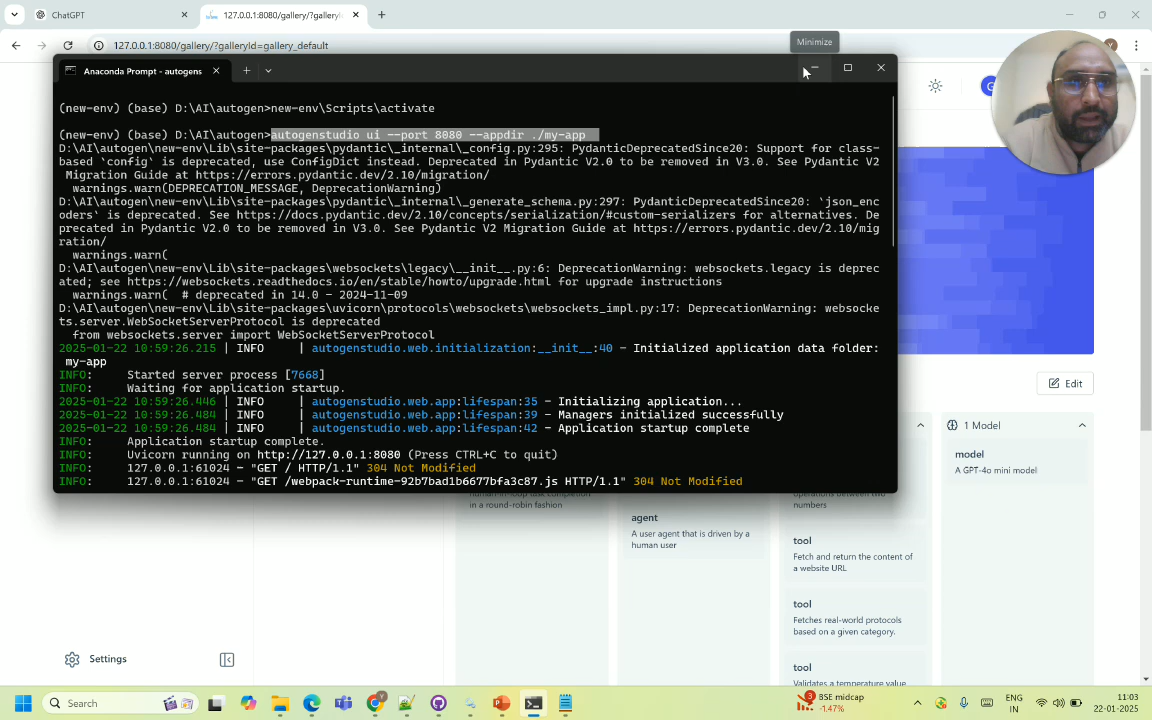 ChatGPT
127.0.0.1:8080/gallery/?galleryI
127.0.0.1:8080/gallery/?galleryId=gallery_default
Minimize
Anaconda Prompt - autogens
(new-env) (base) D:\AI\autogen>new-env\Scripts\activate
(new-env) (base) D:\AI\autogen>autogenstudio ui --port 8080 --appdir ./my-app
D:\AI\autogen\new-env\Lib\site-packages\pydantic\_internal\_config.py:295: PydanticDeprecatedSince20: Support for class-
based `config` is deprecated, use ConfigDict instead. Deprecated in Pydantic V2.0 to be removed in V3.0. See Pydantic V2
Migration Guide at https://errors.pydantic.dev/2.10/migration/
warnings.warn(DEPRECATION_MESSAGE, DeprecationWarning)
D:\AI\autogen\new-env\Lib\site-packages\pydantic\_internal\_generate_schema.py:297: PydanticDeprecatedSince20: `json_enc
oders` is deprecated. See https://docs.pydantic.dev/2.10/concepts/serialization/#custom-serializers for alternatives. De
precated in Pydantic V2.0 to be removed in V3.0. See Pydantic V2 Migration Guide at https://errors.pydantic.dev/2.10/mig
ration/
warnings.warn(
D:\AI\autogen\new-env\Lib\site-packages\websockets\legacy\__init__.py:6: DeprecationWarning: websockets.legacy is deprec
ated; see https://websockets.readthedocs.io/en/stable/howto/upgrade.html for upgrade instructions
warnings.warn(  # deprecated in 14.0 - 2024-11-09
D:\AI\autogen\new-env\Lib\site-packages\uvicorn\protocols\websockets\websockets_impl.py:17: DeprecationWarning: websocke
ts.server.WebSocketServerProtocol is deprecated
from websockets.server import WebSocketServerProtocol
2025-01-22 10:59:26.215 | INFO     | autogenstudio.web.initialization:__init__:40 - Initialized application data folder:
my-app
INFO:     Started server process [7668]
INFO:     Waiting for application startup.
2025-01-22 10:59:26.446 | INFO     | autogenstudio.web.app:lifespan:35 - Initializing application...
2025-01-22 10:59:26.484 | INFO     | autogenstudio.web.app:lifespan:39 - Managers initialized successfully
2025-01-22 10:59:26.484 | INFO     | autogenstudio.web.app:lifespan:42 - Application startup complete
INFO:     Application startup complete.
INFO:     Uvicorn running on http://127.0.0.1:8080 (Press CTRL+C to quit)
INFO:     127.0.0.1:61024 - "GET / HTTP/1.1" 304 Not Modified
INFO:     127.0.0.1:61024 - "GET /webpack-runtime-92b7bad1b6677bfa3c87.js HTTP/1.1" 304 Not Modified
Edit
1 Model
model
A GPT-4o mini model
human-in-loop task completion
in a round-robin fashion
agent
A user agent that is driven by a
human user
operations between two
numbers
tool
Fetch and return the content of
a website URL
tool
Fetches real-world protocols
based on a given category.
tool
Validates a temperature value
Settings
Search
3
BSE midcap
-1.47%
ENG
IN
11:03
22-01-2025